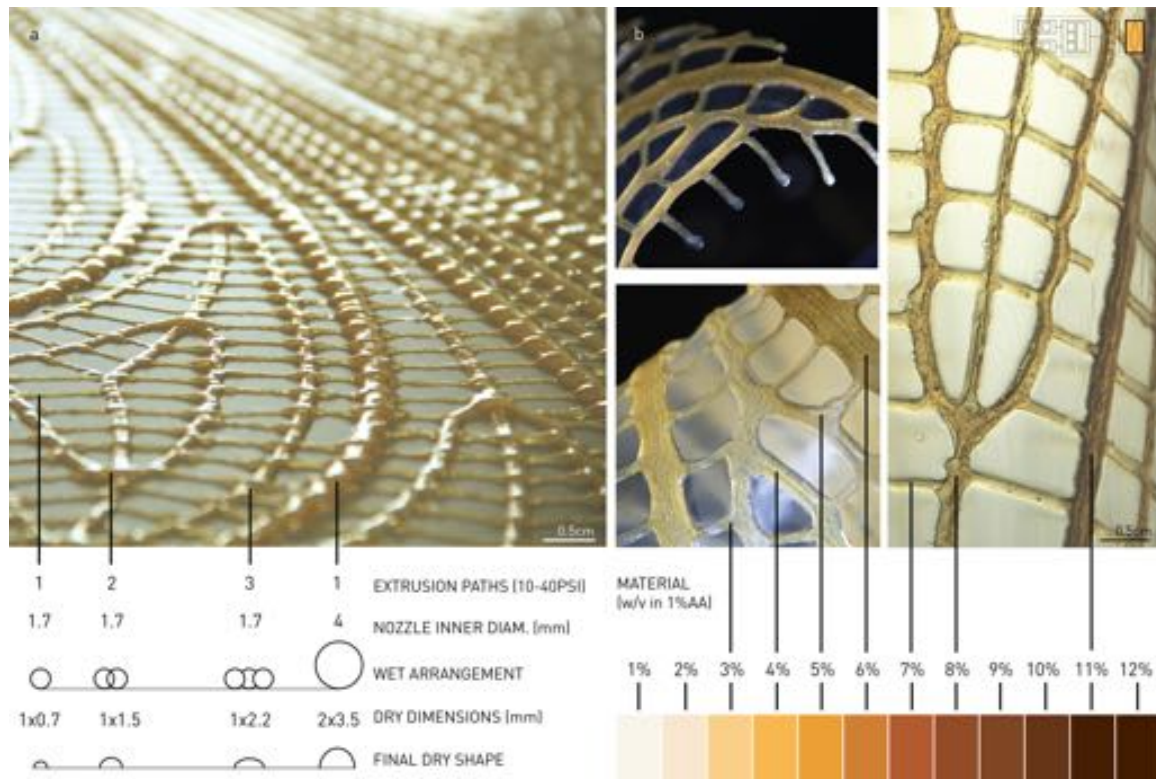 a
b
0.5cm
0.5cm
1 2 3 1 EXTRUSION PATHS (10-40PSI)
1.7 1.7 1.7 4 NOZZLE INNER DIAM. (mm)
WET ARRANGEMENT
1x0.7 1x1.5 1x2.2 2x3.5 DRY DIMENSIONS (mm)
FINAL DRY SHAPE
MATERIAL
(w/v in 1%AA)
1% 2% 3% 4% 5% 6% 7% 8% 9% 10% 11% 12%